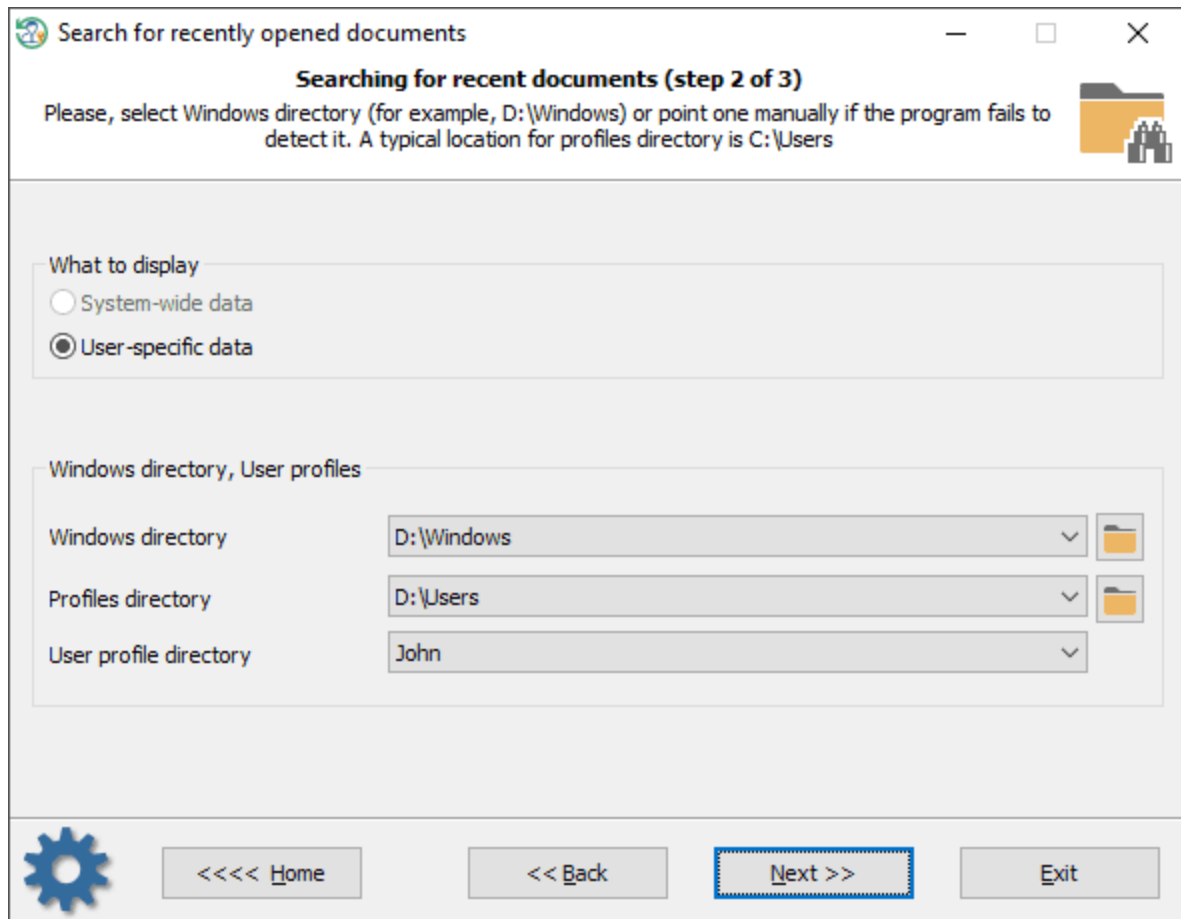 Search for recently opened documents
Searching for recent documents (step 2 of 3)
Please, select Windows directory (for example, D:\Windows) or point one manually if the program fails to
detect it. A typical location for profiles directory is C:\Users
What to display
System-wide data
User-specific data
Windows directory, User profiles
Windows directory D:\Windows
Profiles directory D:\Users
User profile directory John
<<<< Home << Back Next >> Exit